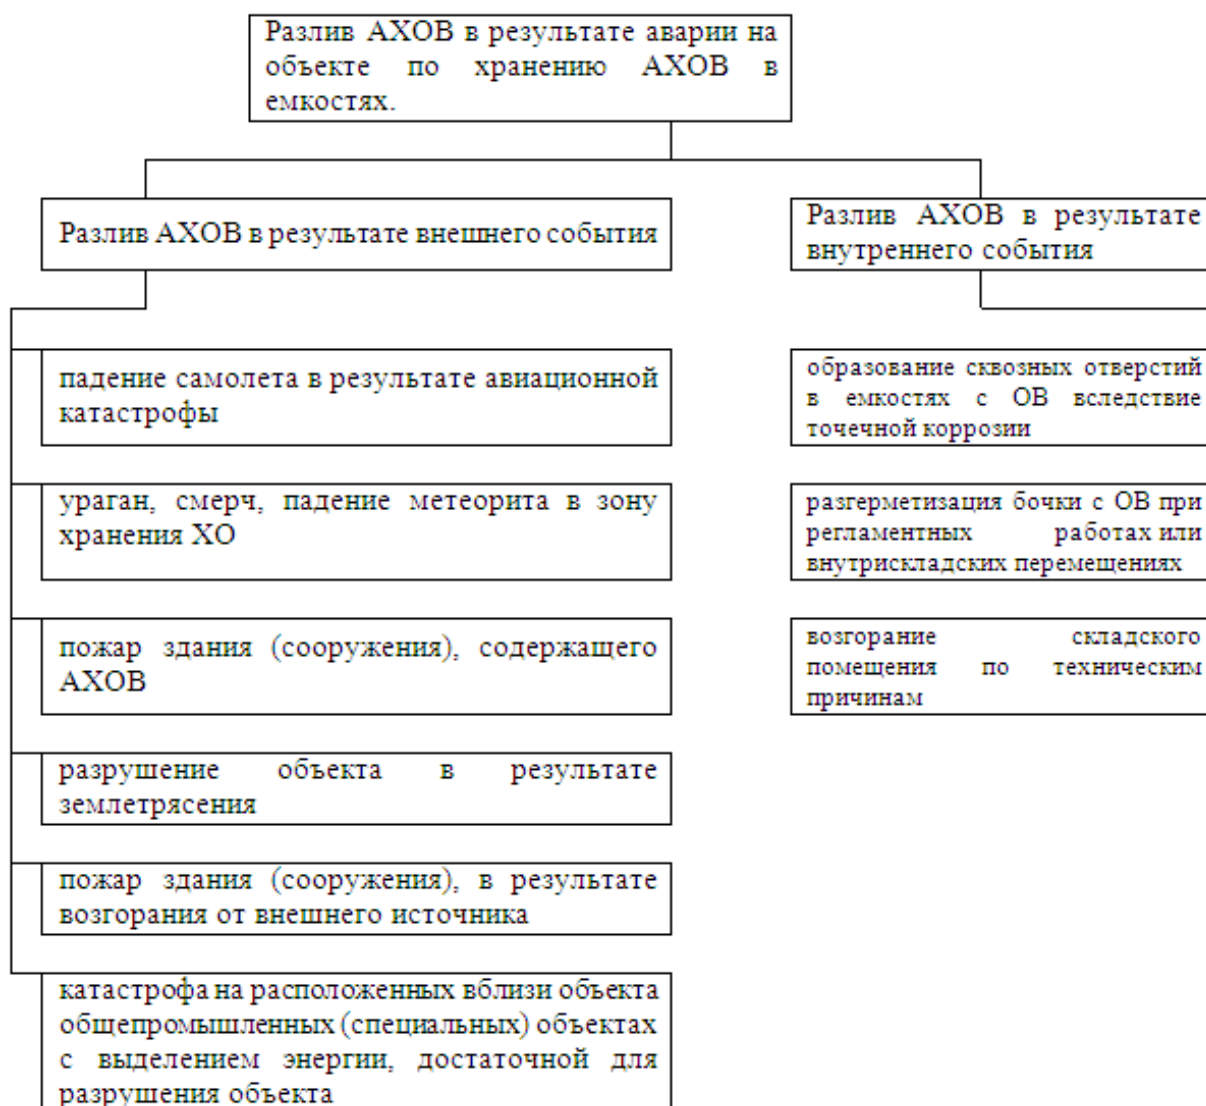 Разлив АХОВ в результате аварии на
объекте по хранению АХОВ в
емкостях.
Разлив АХОВ в результате внешнего события
Разлив АХОВ в результате
внутреннего события
падение самолета в результате авиационной
катастрофы
ураган, смерч, падение метеорита в зону
хранения ХО
пожар здания (сооружения), содержащего
АХОВ
разрушение объекта в результате
землетрясения
пожар здания (сооружения), в результате
возгорания от внешнего источника
катастрофа на расположенных вблизи объекта
общепромышленных (специальных) объектах
с выделением энергии, достаточной для
разрушения объекта
образование сквозных отверстий
в емкостях с ОВ вследствие
точечной коррозии
разгерметизация бочки с ОВ при
регламентных работах или
внутрискладских перемещениях
возгорание складского
помещения по техническим
причинам